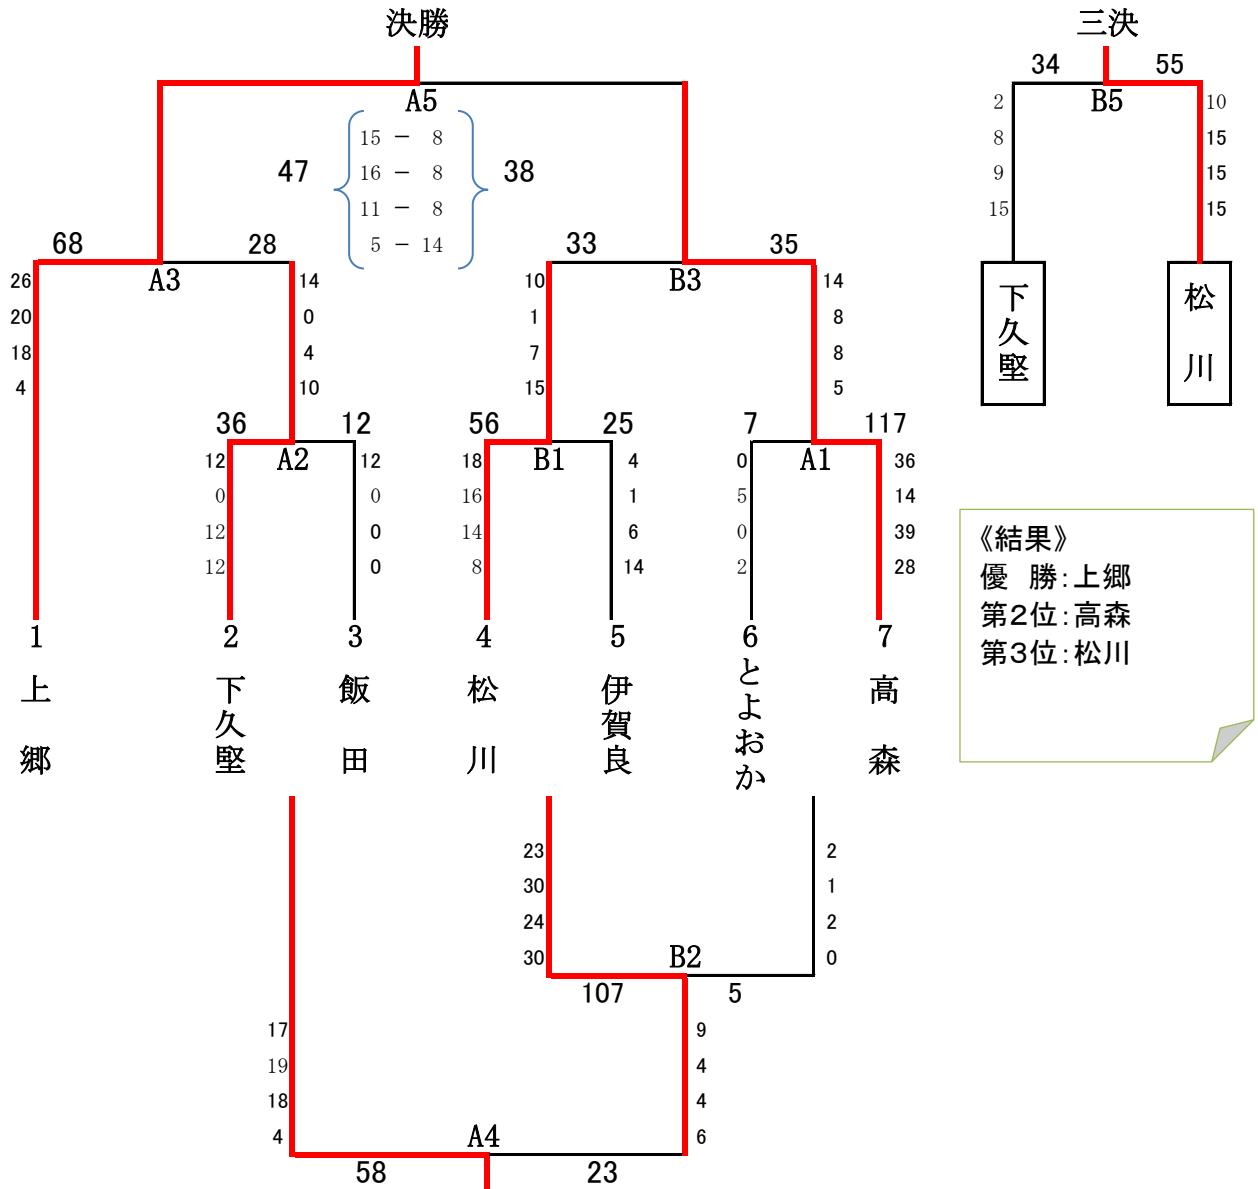 決勝
三決
34 55
A5
B5
15 － 8
16 － 8
11 － 8
5 － 14
47
38
2 10
8 15
9 15
15 15
68 28
A3
33 35
B3
26 14
20 0
18 4
4 10
10 14
1 8
7 8
15 5
下久堅
松川
36 12
A2
56 25
B1
7 117
A1
12 12
0 0
12 0
12 0
18 4
16 1
14 6
8 14
0 36
5 14
0 39
2 28
《結果》
優　勝：上郷
第2位：高森
第3位：松川
1 2 3 4 5 6 7
上郷
下久堅
飯田
松川
伊賀良
とよおか
高森
23 2
30 1
24 2
30 0
B2
107 5
17 9
19 4
18 4
4 6
A4
58 23